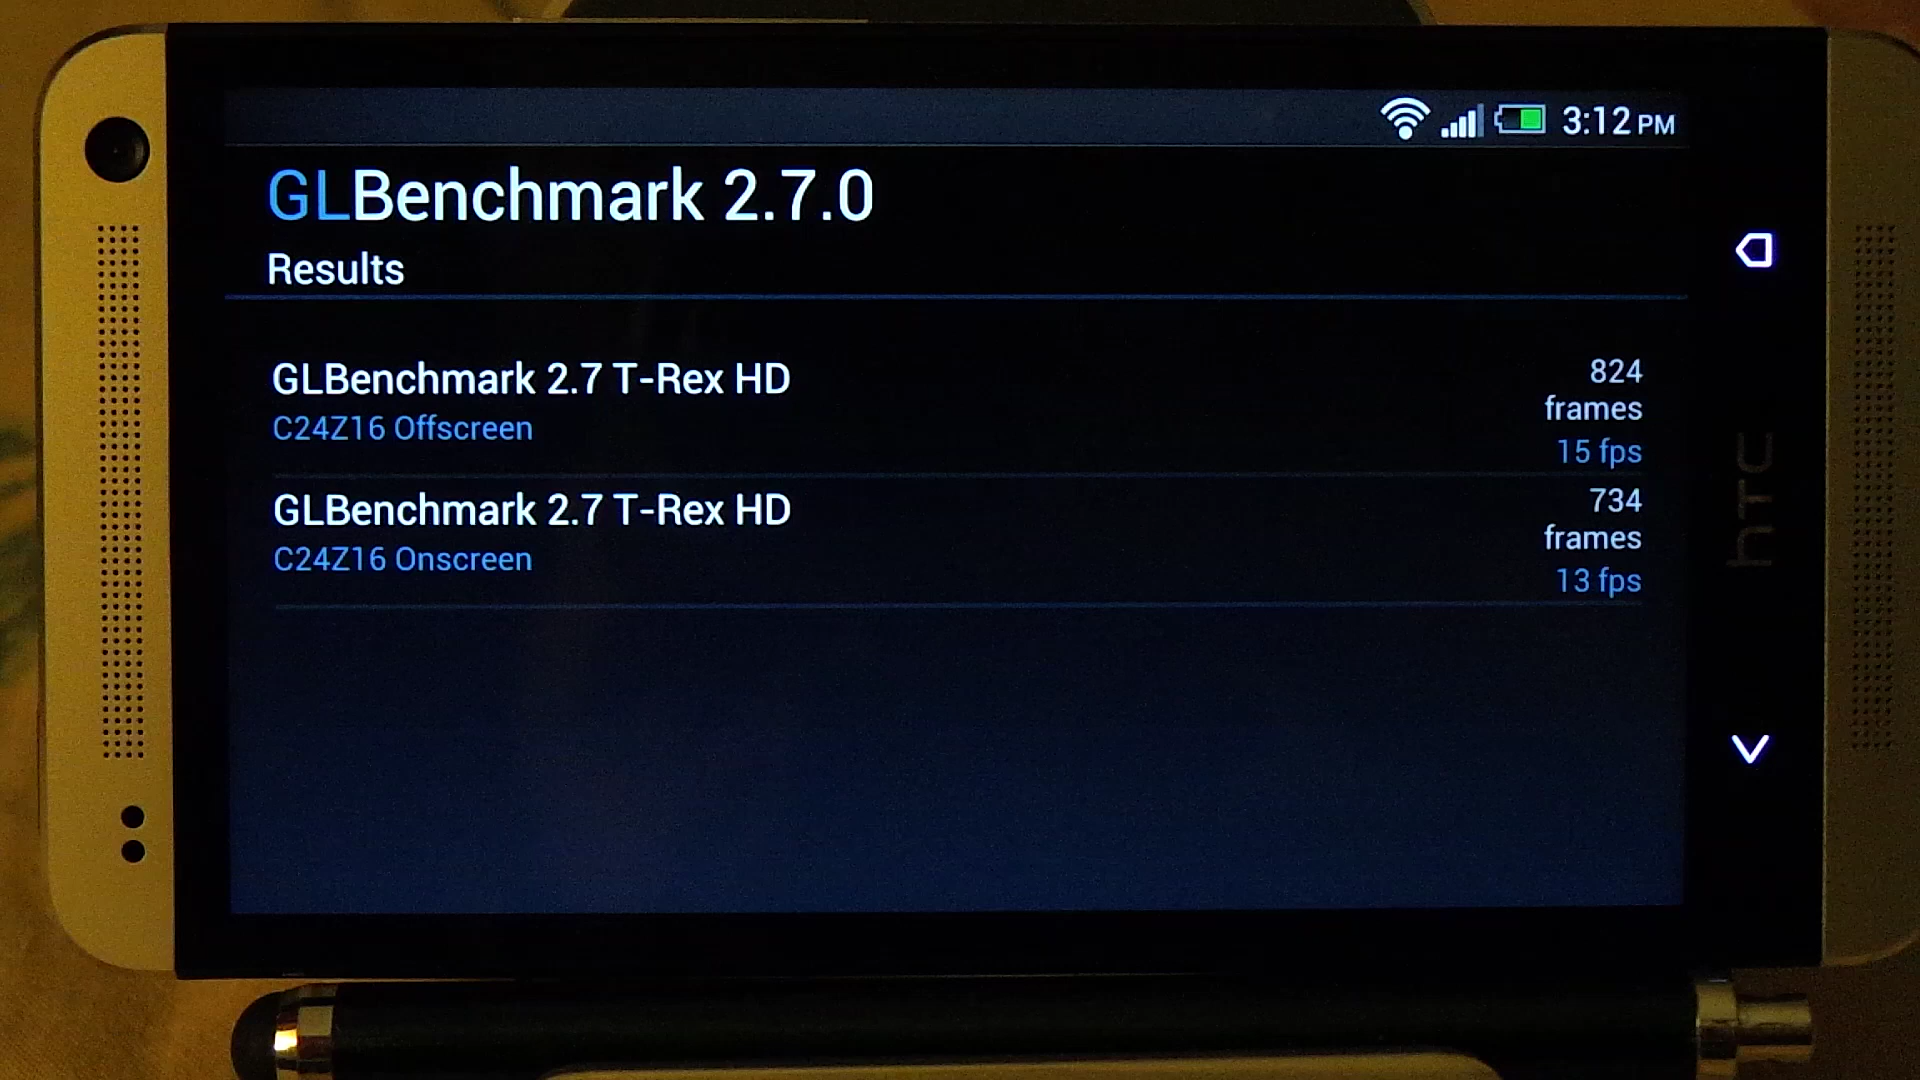 3:12 PM
GLBenchmark 2.7.0
Results
GLBenchmark 2.7 T-Rex HD
C24Z16 Offscreen
824
frames
15 fps
GLBenchmark 2.7 T-Rex HD
C24Z16 Onscreen
734
frames
13 fps
hTC